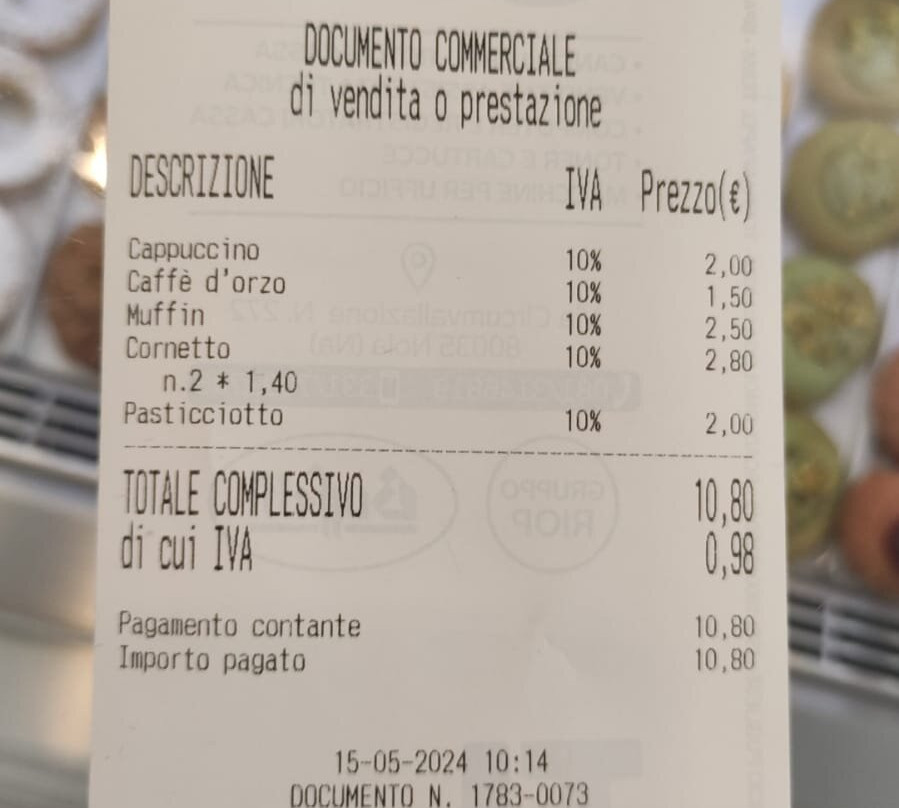 DOCUMENTO COMMERCIALE
di vendita o prestazione
DESCRIZIONE IVA Prezzo(€)
Cappuccino 10% 2,00
Caffè d'orzo 10% 1,50
Muffin 10% 2,50
Cornetto 10% 2,80
n.2 * 1,40
Pasticciotto 10% 2,00
TOTALE COMPLESSIVO 10,80
di cui IVA 0,98
Pagamento contante 10,80
Importo pagato 10,80
15-05-2024 10:14
DOCUMENTO N. 1783-0073